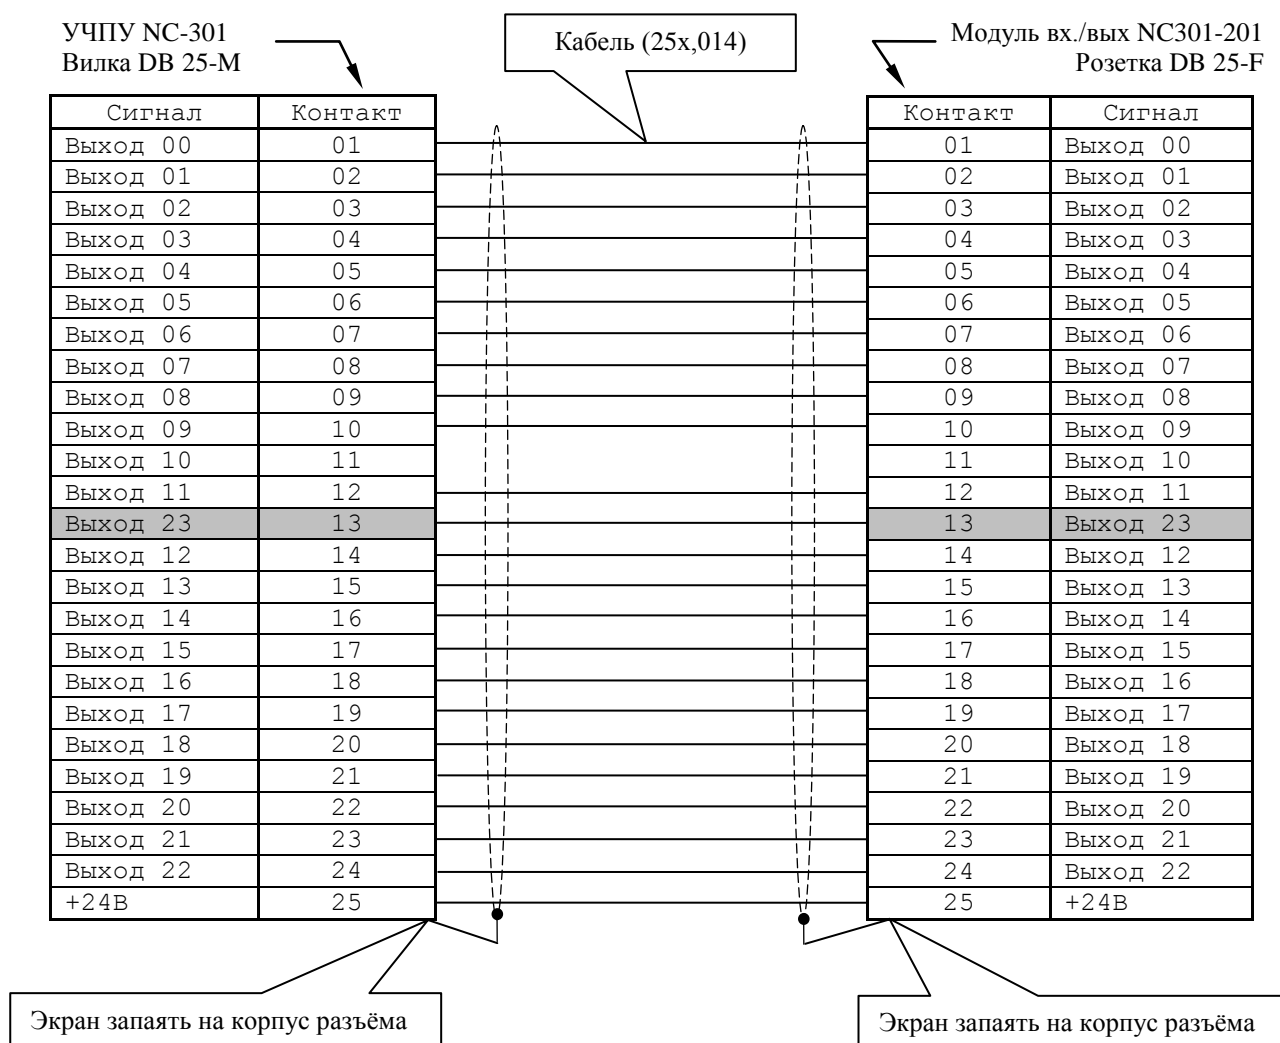 УЧПУ NC-301
Вилка DB 25-M
Кабель (25x,014)
Модуль вх./вых NC301-201
Розетка DB 25-F
Сигнал Контакт Контакт Сигнал
Выход 00 01 01 Выход 00
Выход 01 02 02 Выход 01
Выход 02 03 03 Выход 02
Выход 03 04 04 Выход 03
Выход 04 05 05 Выход 04
Выход 05 06 06 Выход 05
Выход 06 07 07 Выход 06
Выход 07 08 08 Выход 07
Выход 08 09 09 Выход 08
Выход 09 10 10 Выход 09
Выход 10 11 11 Выход 10
Выход 11 12 12 Выход 11
Выход 23 13 13 Выход 23
Выход 12 14 14 Выход 12
Выход 13 15 15 Выход 13
Выход 14 16 16 Выход 14
Выход 15 17 17 Выход 15
Выход 16 18 18 Выход 16
Выход 17 19 19 Выход 17
Выход 18 20 20 Выход 18
Выход 19 21 21 Выход 19
Выход 20 22 22 Выход 20
Выход 21 23 23 Выход 21
Выход 22 24 24 Выход 22
+24В 25 25 +24В
Экран запаять на корпус разъёма
Экран запаять на корпус разъёма